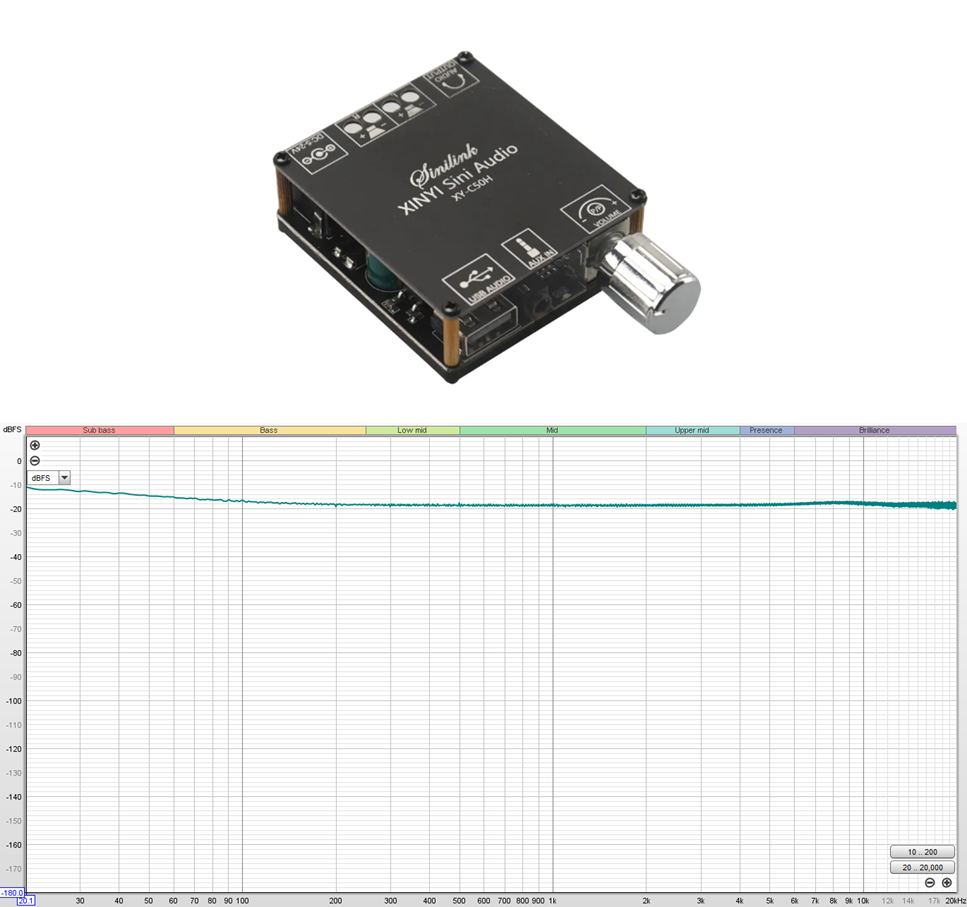 AUDIO
OUTPUT
R
L
+ - + -
DC:5-24V
Sinilink
XINYI Sini Audio
XY-C50H
- P/P +
VOLUME
AUX IN
USB AUDIO
dBFS Sub bass Bass Low mid Mid Upper mid Presence Brilliance
0
dBFS
-10
-20
-30
-40
-50
-60
-70
-80
-90
-100
-110
-120
-130
-140
-150
-160
10 .. 200
-170
20 .. 20,000
-180.0
20.1 30 40 50 60 70 80 90 100 200 300 400 500 600 700 800 900 1k 2k 3k 4k 5k 6k 7k 8k 9k 10k 12k 14k 17k 20kHz